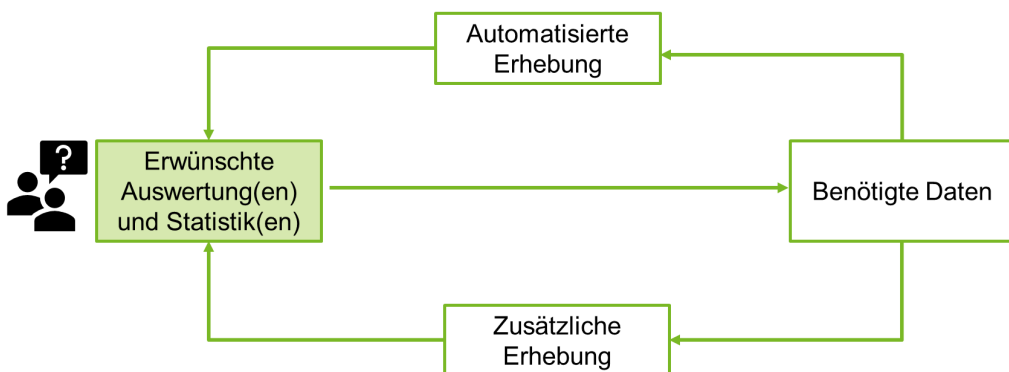 Automatisierte
Erhebung
?
Erwünschte
Auswertung(en)
und Statistik(en)
Benötigte Daten
Zusätzliche
Erhebung